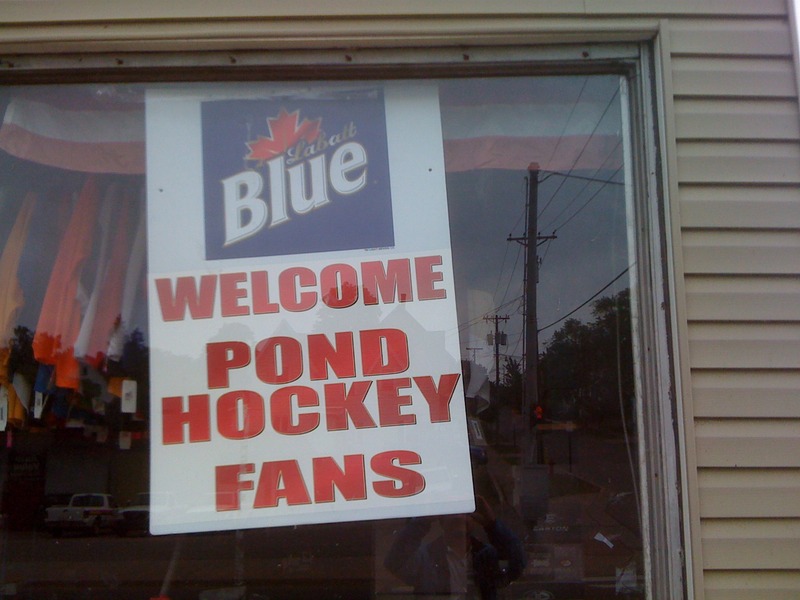 Labatt
Blue
WELCOME
POND
HOCKEY
FANS